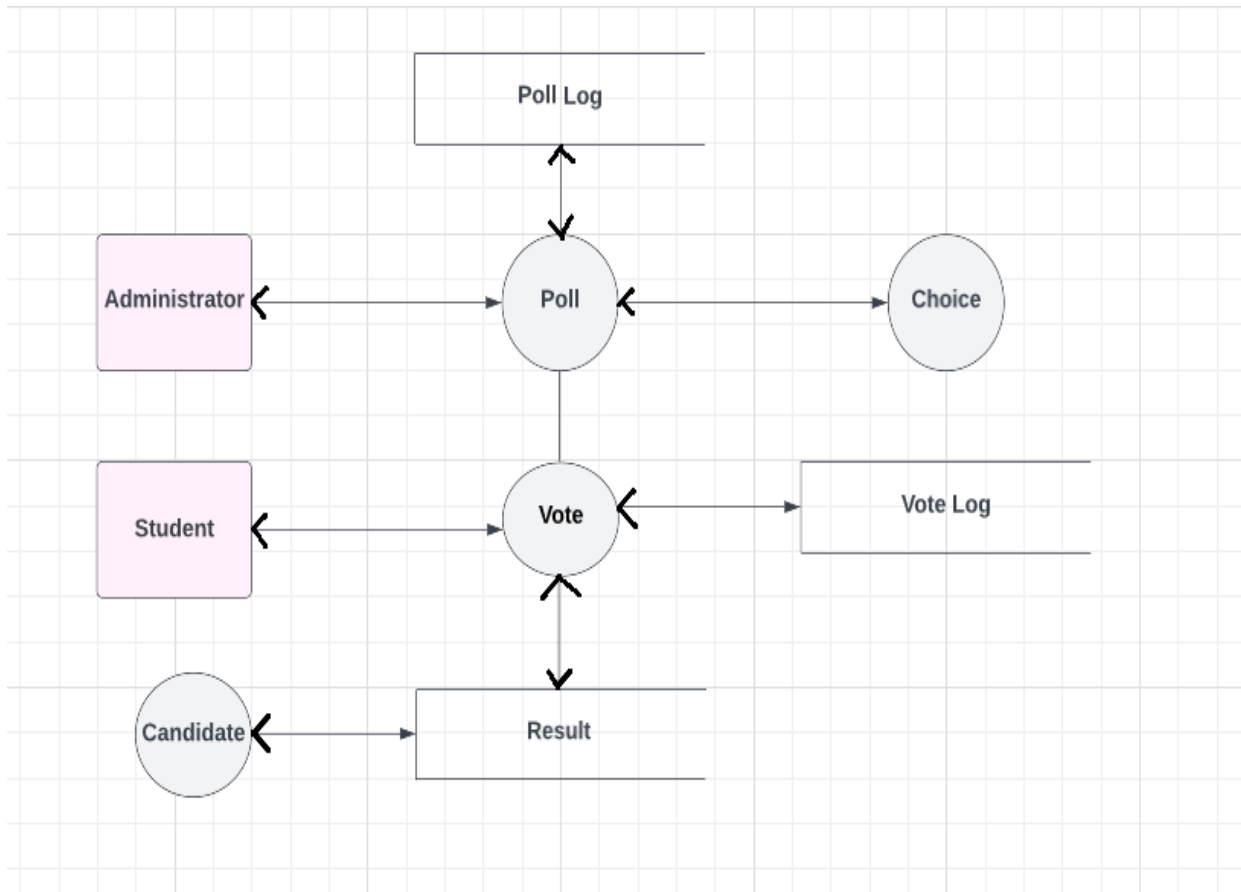 Poll Log
Administrator
Poll
Choice
Student
Vote
Vote Log
Candidate
Result